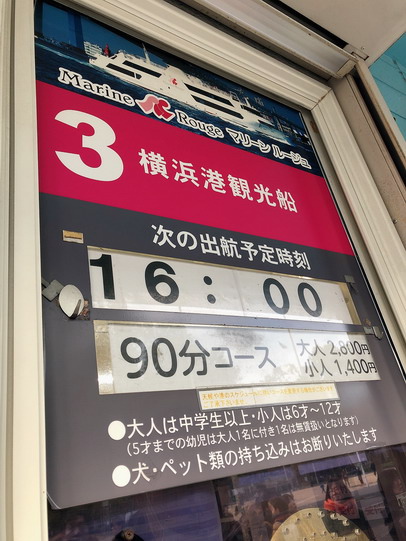 Marine Rouge マリーン ルージュ
3 横浜港観光船
次の出航予定時刻
16:00
90分コース 大人 2,800円
小人 1,400円
●大人は中学生以上・小人は6才〜12才
(5才までの幼児は大人1名に付き1名は無賃扱いとなります)
●犬・ペット類の持ち込みはお断りいたします